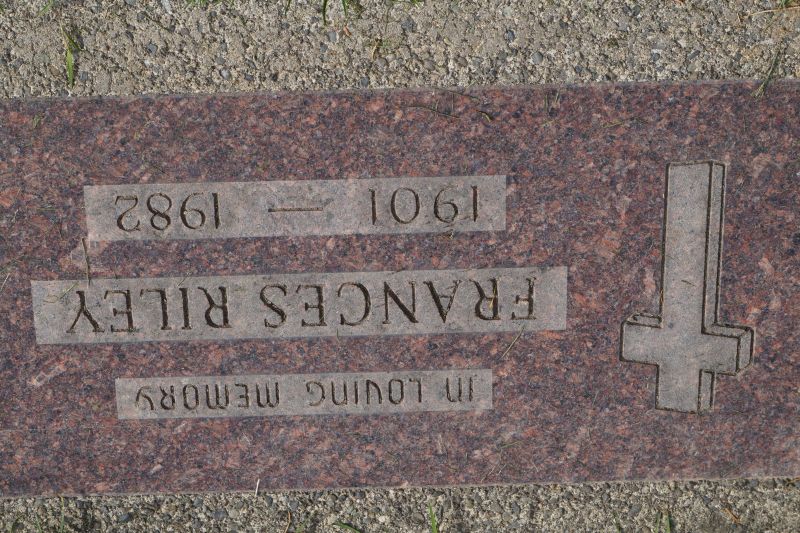 IN LOVING MEMORY
FRANCES RILEY
1901 — 1982